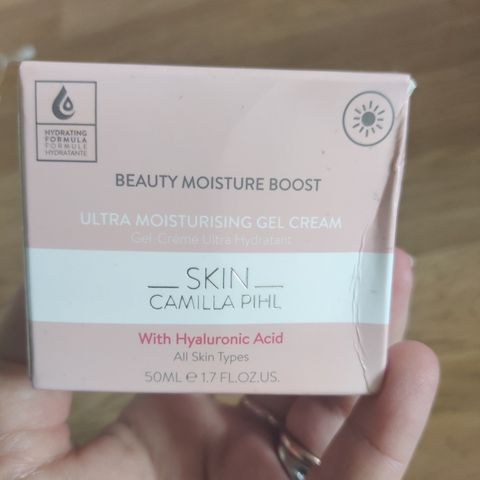 HYDRATING
FORMULA
FORMULE
HYDRATANTE
BEAUTY MOISTURE BOOST
ULTRA MOISTURISING GEL CREAM
Gel-Crème Ultra Hydratant
SKIN
CAMILLA PIHL
With Hyaluronic Acid
All Skin Types
50ML e 1.7 FL.OZ.US.